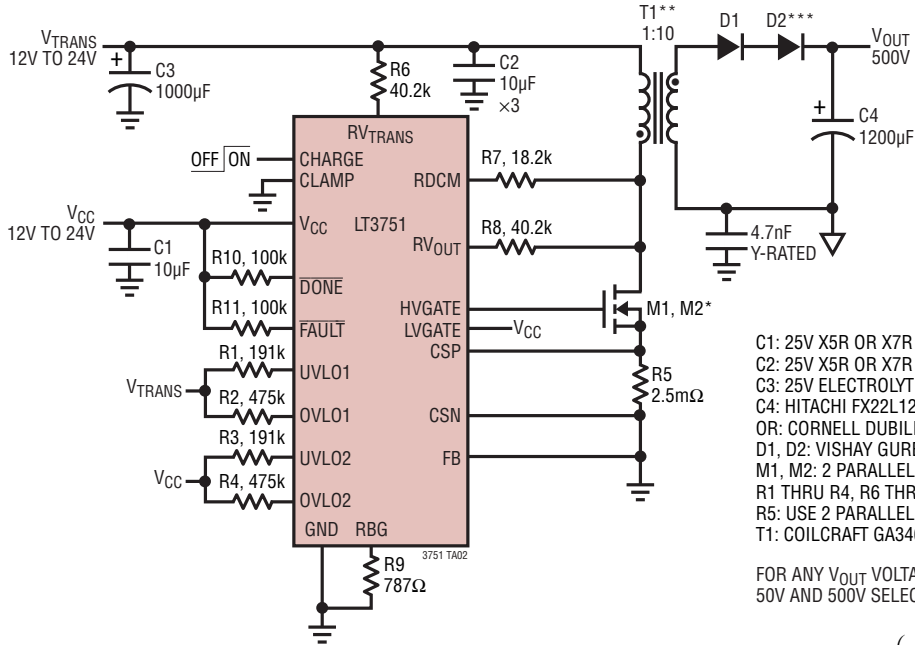 T1**
1:10
D1
D2***
VTRANS
12V TO 24V
+
C3
1000µF
R6
40.2k
C2
10µF
×3
VOUT
500V
+
C4
1200µF
RVTRANS
OFF ON
CHARGE
CLAMP
RDCM
R7, 18.2k
VCC
12V TO 24V
VCC
LT3751
C1
10µF
RVOUT
R8, 40.2k
4.7nF
Y-RATED
R10, 100k
DONE
R11, 100k
FAULT
HVGATE
LVGATE
VCC
M1, M2*
CSP
R1, 191k
UVLO1
VTRANS
R2, 475k
OVLO1
R5
2.5mΩ
CSN
R3, 191k
UVLO2
VCC
R4, 475k
OVLO2
FB
GND
RBG
3751 TA02
R9
787Ω
C1: 25V X5R OR X7R
C2: 25V X5R OR X7R
C3: 25V ELECTROLYT
C4: HITACHI FX22L12
OR: CORNELL DUBILI
D1, D2: VISHAY GURB
M1, M2: 2 PARALLEL
R1 THRU R4, R6 THR
R5: USE 2 PARALLEL
T1: COILCRAFT GA346
FOR ANY VOUT VOLTA
50V AND 500V SELEC
(